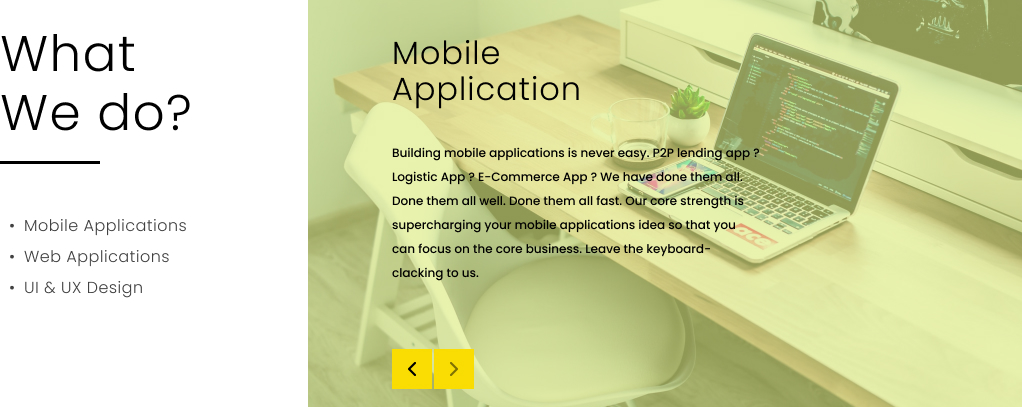 What
We do?
• Mobile Applications
• Web Applications
• UI & UX Design
Mobile
Application
Building mobile applications is never easy. P2P lending app ?
Logistic App ? E-Commerce App ? We have done them all.
Done them all well. Done them all fast. Our core strength is
supercharging your mobile applications idea so that you
can focus on the core business. Leave the keyboard-
clacking to us.